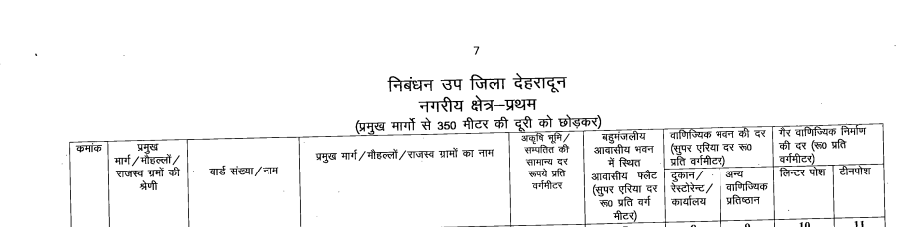 7
निबंधन उप जिला देहरादून
नगरीय क्षेत्र–प्रथम
(प्रमुख मार्गो से 350 मीटर की दूरी को छोड़कर)
कमांक
प्रमुख
मार्ग/मौहल्लों/
राजस्व ग्रमों की
श्रेणी
वार्ड संख्या/नाम
प्रमुख मार्ग/मौहल्लों/राजस्व ग्रामों का नाम
अकृषि भूमि/
सम्पतित की
सामान्य दर
रूपये प्रति
वर्गमीटर
बहुमंजलीय
आवासीय भवन
में स्थित
आवासीय फ्लैट
(सुपर एरिया दर
रू0 प्रति वर्ग
मीटर)
वाणिज्यिक भवन की दर
(सुपर एरिया दर रू0
प्रति वर्गमीटर)
दुकान/
रेस्टोरेन्ट/
कार्यालय
अन्य
वाणिज्यिक
प्रतिष्ठान
गैर वाणिज्यिक निर्माण
की दर (रू0 प्रति
वर्गमीटर)
लिन्टर पोश
टीनपोश
10
11